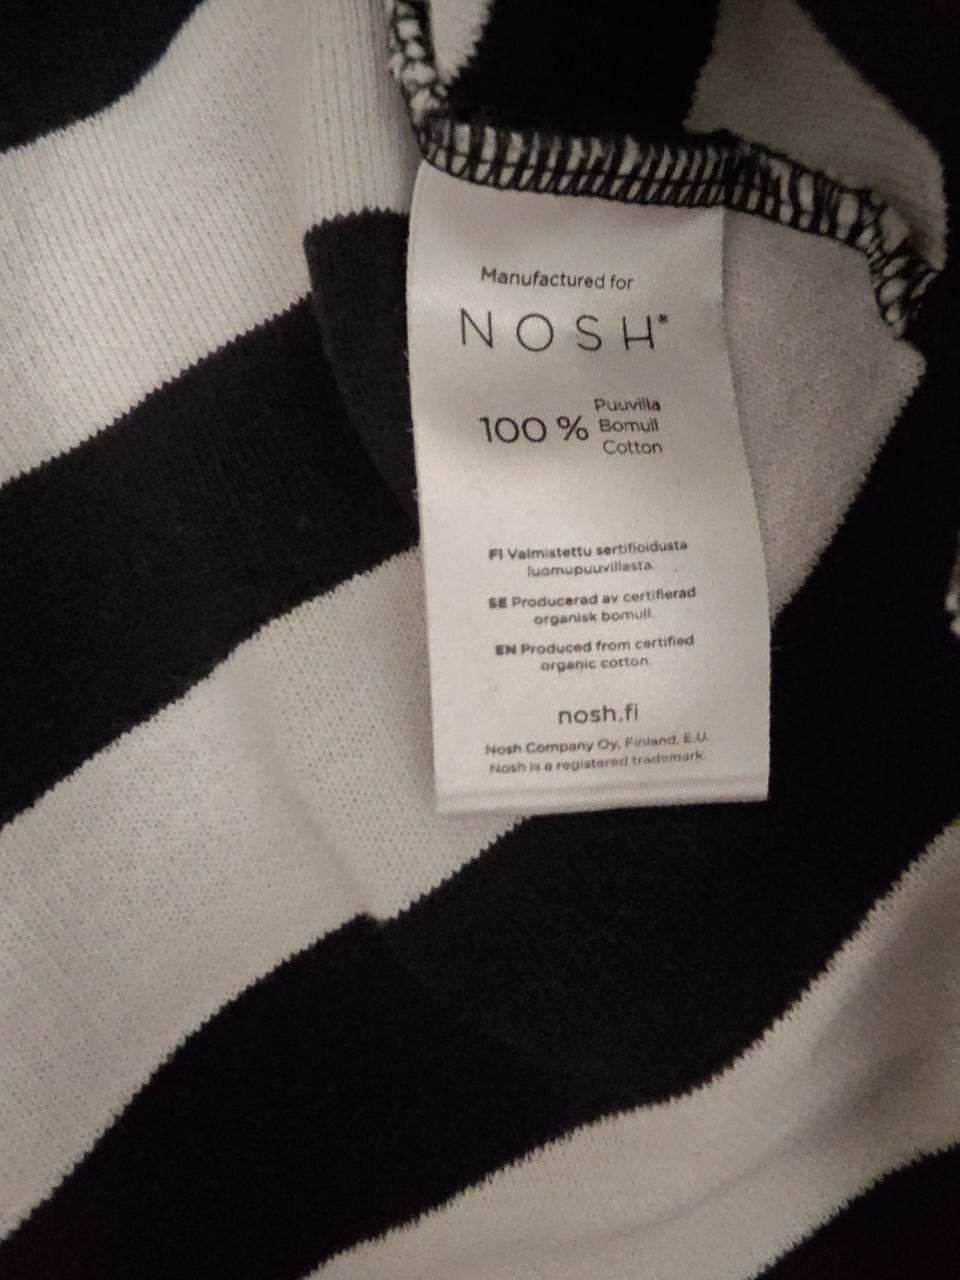 Manufactured for
NOSH*
100 % Puuvilla
Bomull
Cotton
FI Valmistettu sertifioidusta
luomupuuvillasta.
SE Producerad av certifierad
organisk bomull.
EN Produced from certified
organic cotton.
nosh.fi
Nosh Company Oy, Finland, E.U.
Nosh is a registered trademark.